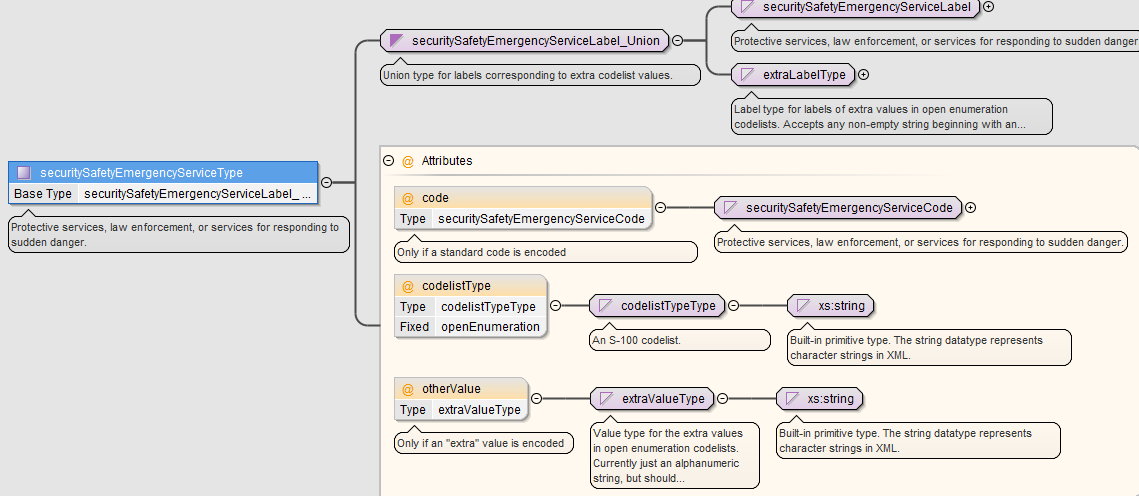 securitySafetyEmergencyServiceLabel
securitySafetyEmergencyServiceLabel_Union
Protective services, law enforcement, or services for responding to sudden danger
Union type for labels corresponding to extra codelist values.
extraLabelType
Label type for labels of extra values in open enumeration
codelists. Accepts any non-empty string beginning with an...
securitySafetyEmergencyServiceType
Base Type securitySafetyEmergencyServiceLabel_ ...
Protective services, law enforcement, or services for responding to
sudden danger.
@ Attributes
@ code
Type securitySafetyEmergencyServiceCode
securitySafetyEmergencyServiceCode
Only if a standard code is encoded
Protective services, law enforcement, or services for responding to sudden danger.
@ codelistType
Type codelistTypeType
Fixed openEnumeration
codelistTypeType
xs:string
An S-100 codelist.
Built-in primitive type. The string datatype represents
character strings in XML.
@ otherValue
Type extraValueType
extraValueType
xs:string
Only if an "extra" value is encoded
Value type for the extra values
in open enumeration codelists.
Currently just an alphanumeric
string, but should...
Built-in primitive type. The string datatype represents
character strings in XML.